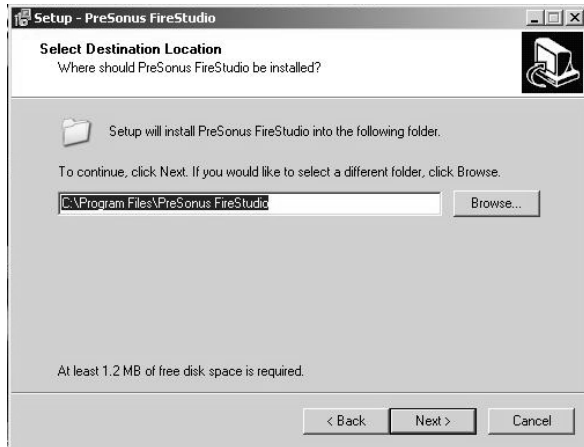 Setup - PreSonus FireStudio
Select Destination Location
Where should PreSonus FireStudio be installed?
Setup will install PreSonus FireStudio into the following folder.
To continue, click Next. If you would like to select a different folder, click Browse.
C:\Program Files\PreSonus FireStudio
Browse...
At least 1.2 MB of free disk space is required.
< Back
Next >
Cancel